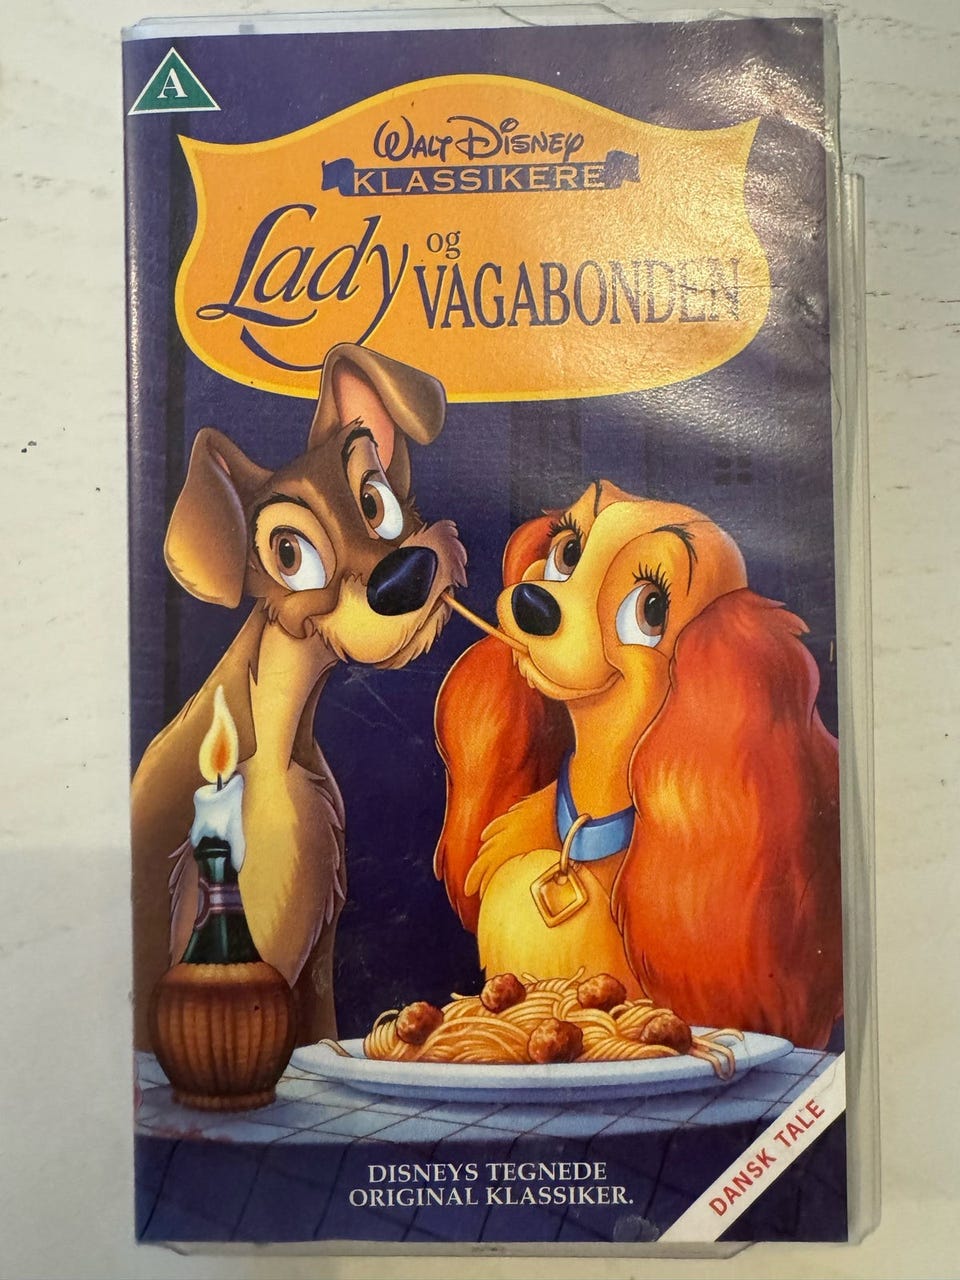 A
WALT DISNEY
KLASSIKERE
Lady og VAGABONDEN
DISNEYS TEGNEDE
ORIGINAL KLASSIKER.
DANSK TALE